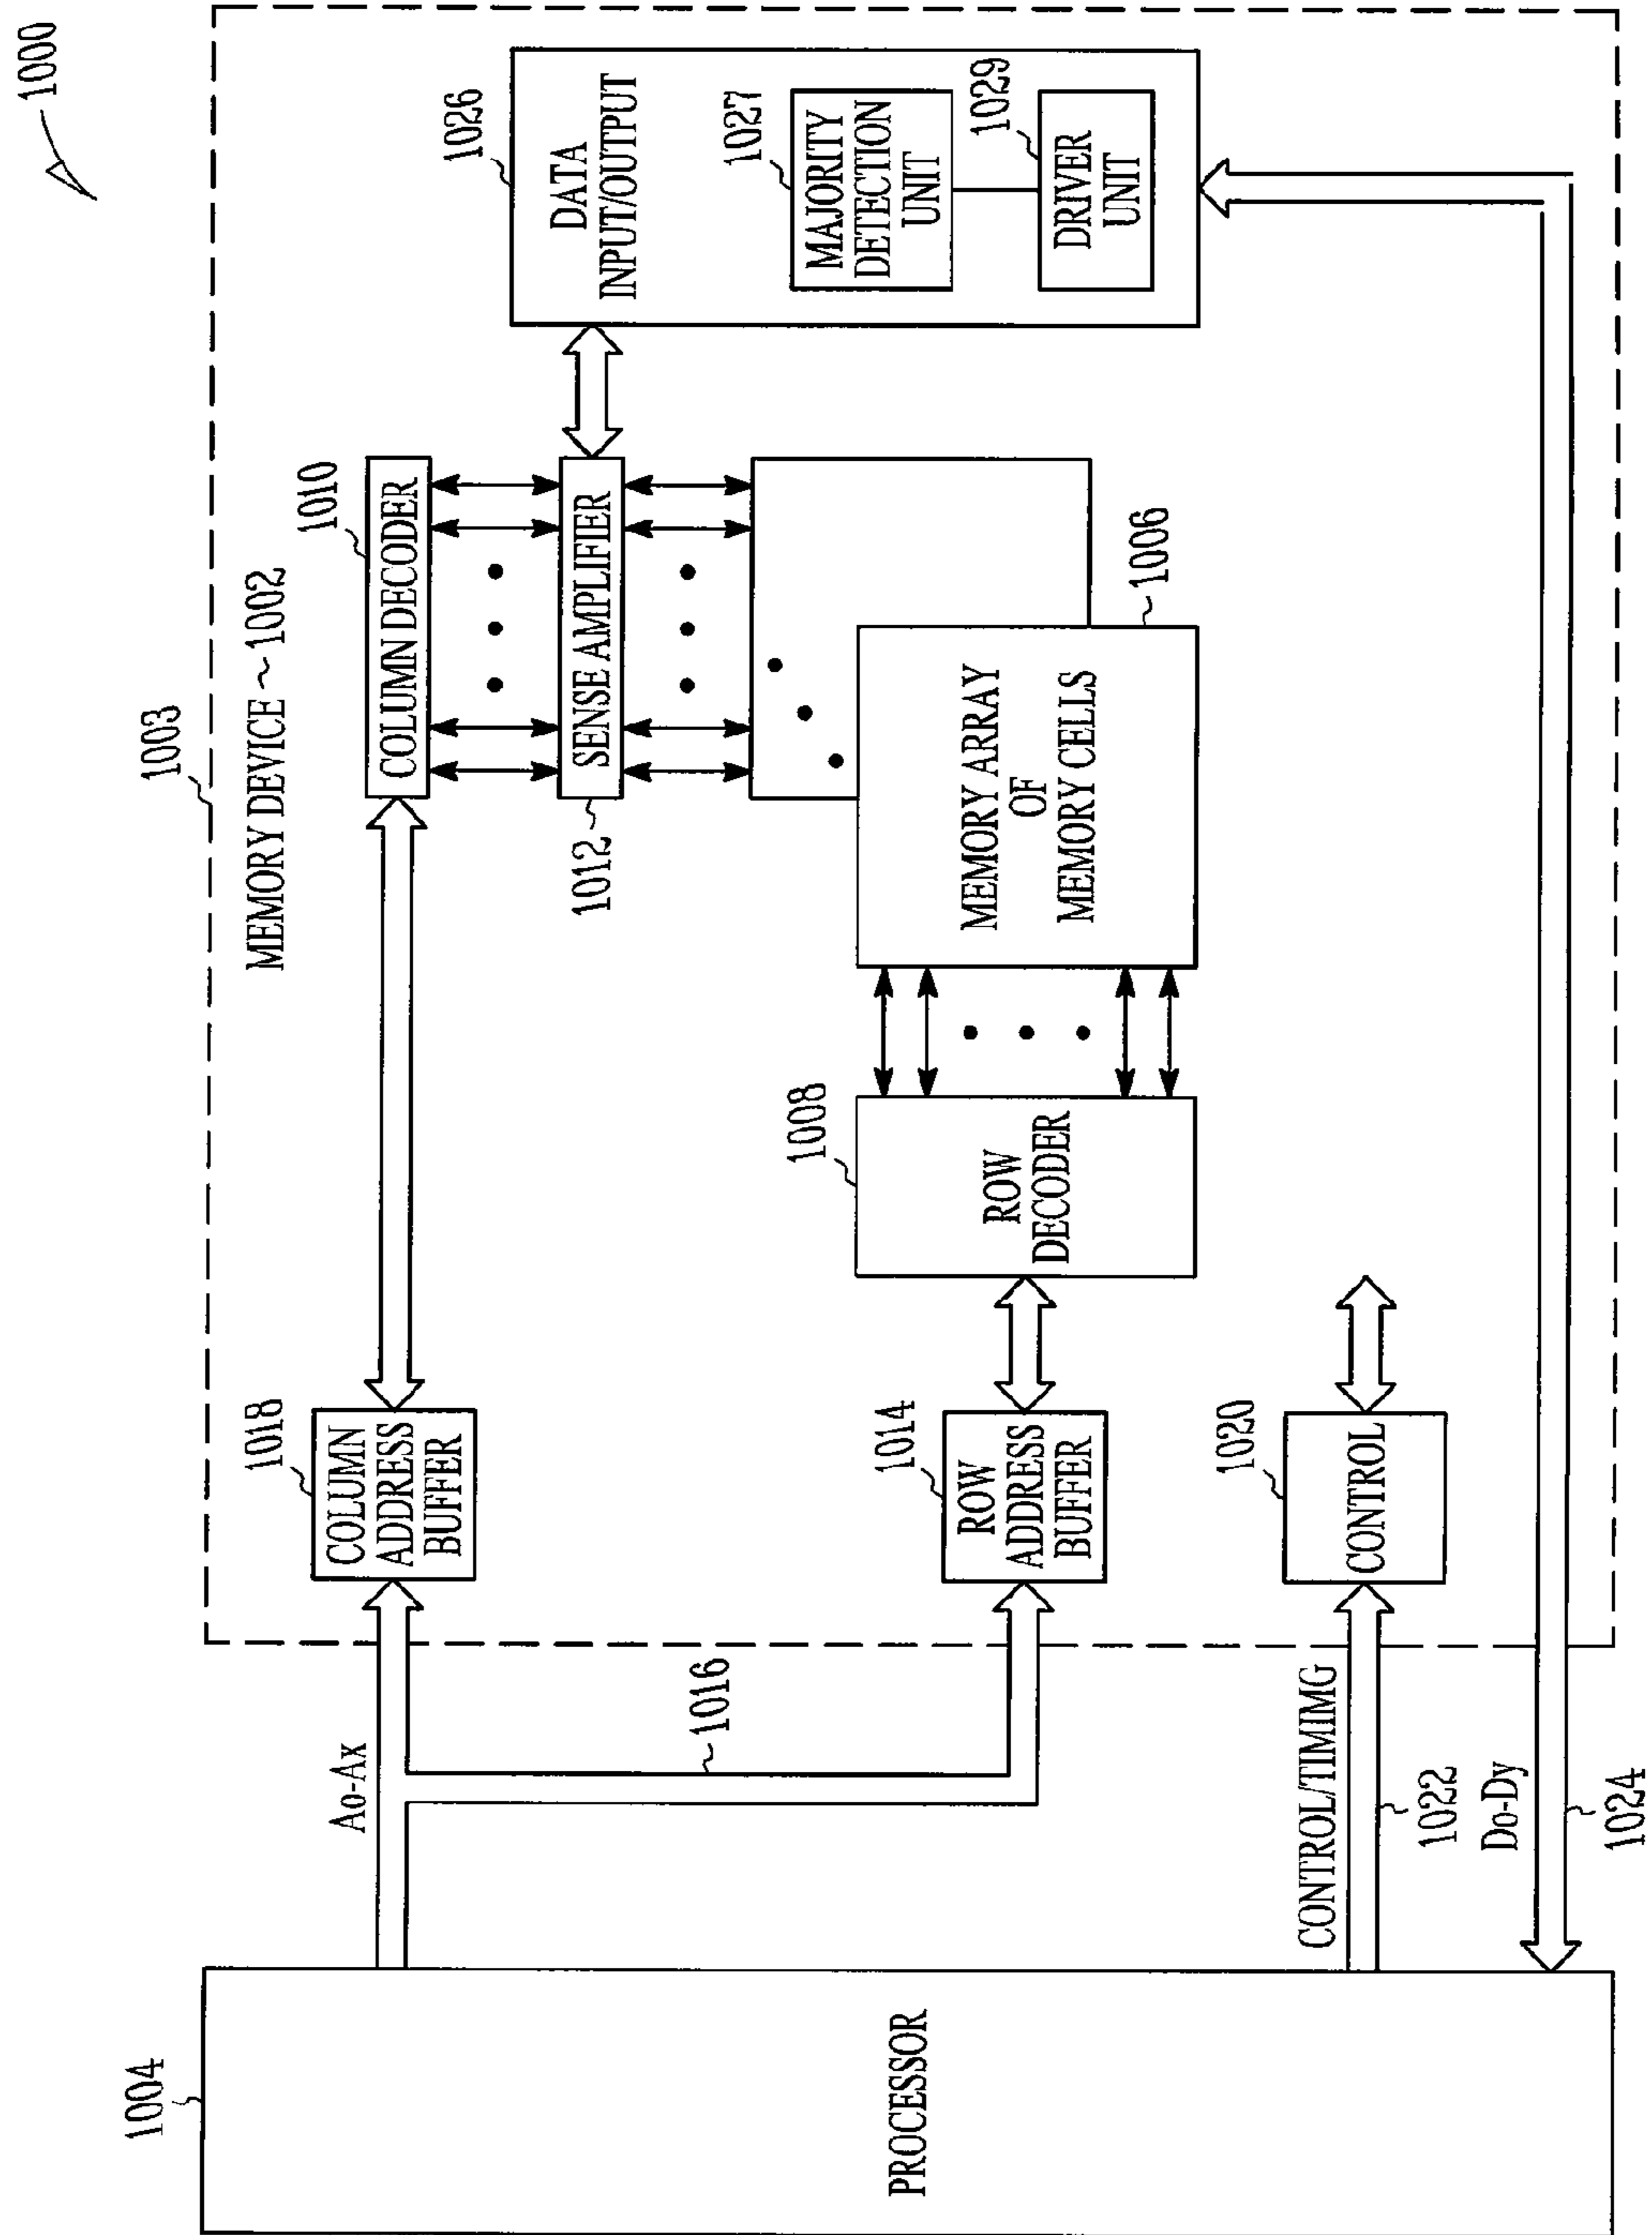 1000
1003
MEMORY DEVICE ~ 1002
1004
PROCESSOR
Ao-Ax
1016
CONTROL/TIMIMG
1022
Do-Dy
1024
1018
COLUMN
ADDRESS
BUFFER
1014
ROW
ADDRESS
BUFFER
1020
CONTROL
1010
COLUMN DECODER
SENSE AMPLIFIER
1012
1008
ROW
DECODER
MEMORY ARRAY
OF
MEMORY CELLS
1006
1026
DATA
INPUT/OUTPUT
1027
MAJORITY
DETECTION
UNIT
1029
DRIVER
UNIT